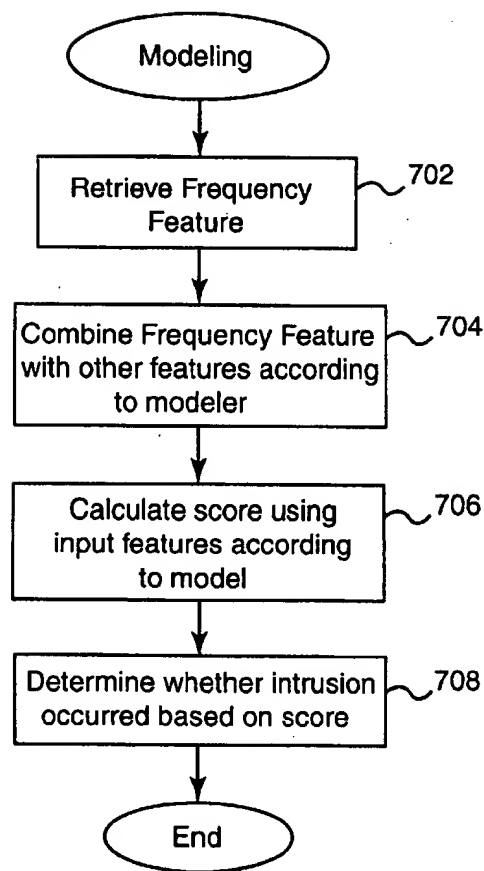 Modeling
Retrieve Frequency
Feature
702
Combine Frequency Feature
with other features according
to modeler
704
Calculate score using
input features according
to model
706
Determine whether intrusion
occurred based on score
708
End